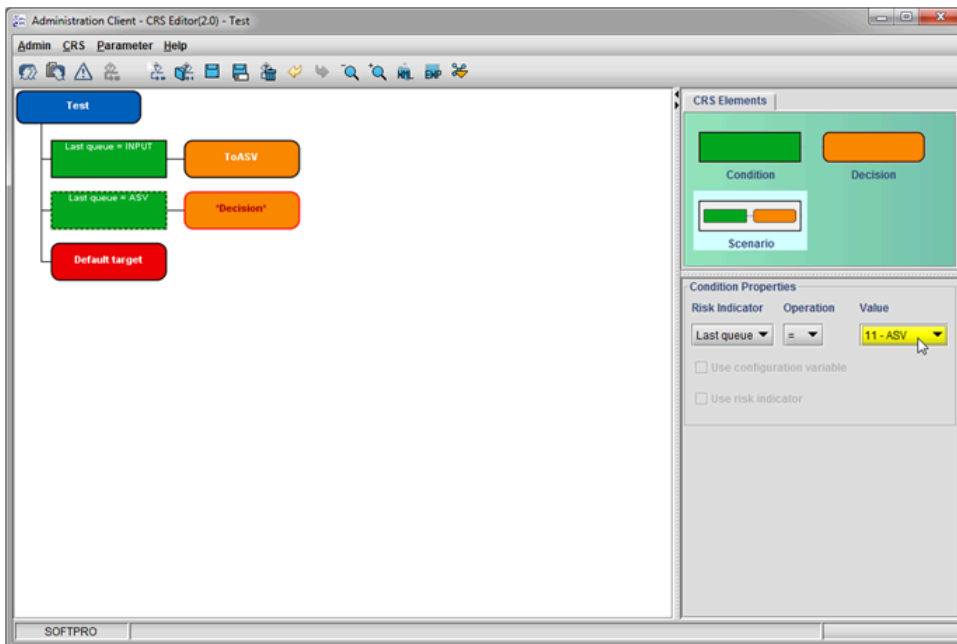 Administration Client - CRS Editor(2.0) - Test
Admin CRS Parameter Help
XML EXP
CRS Elements
Test
Condition Decision
Last queue = INPUT
ToASV
Last queue = ASV
*Decision*
Scenario
Default target
Condition Properties
Risk Indicator Operation Value
Last queue = 11 - ASV
Use configuration variable
Use risk indicator
SOFTPRO